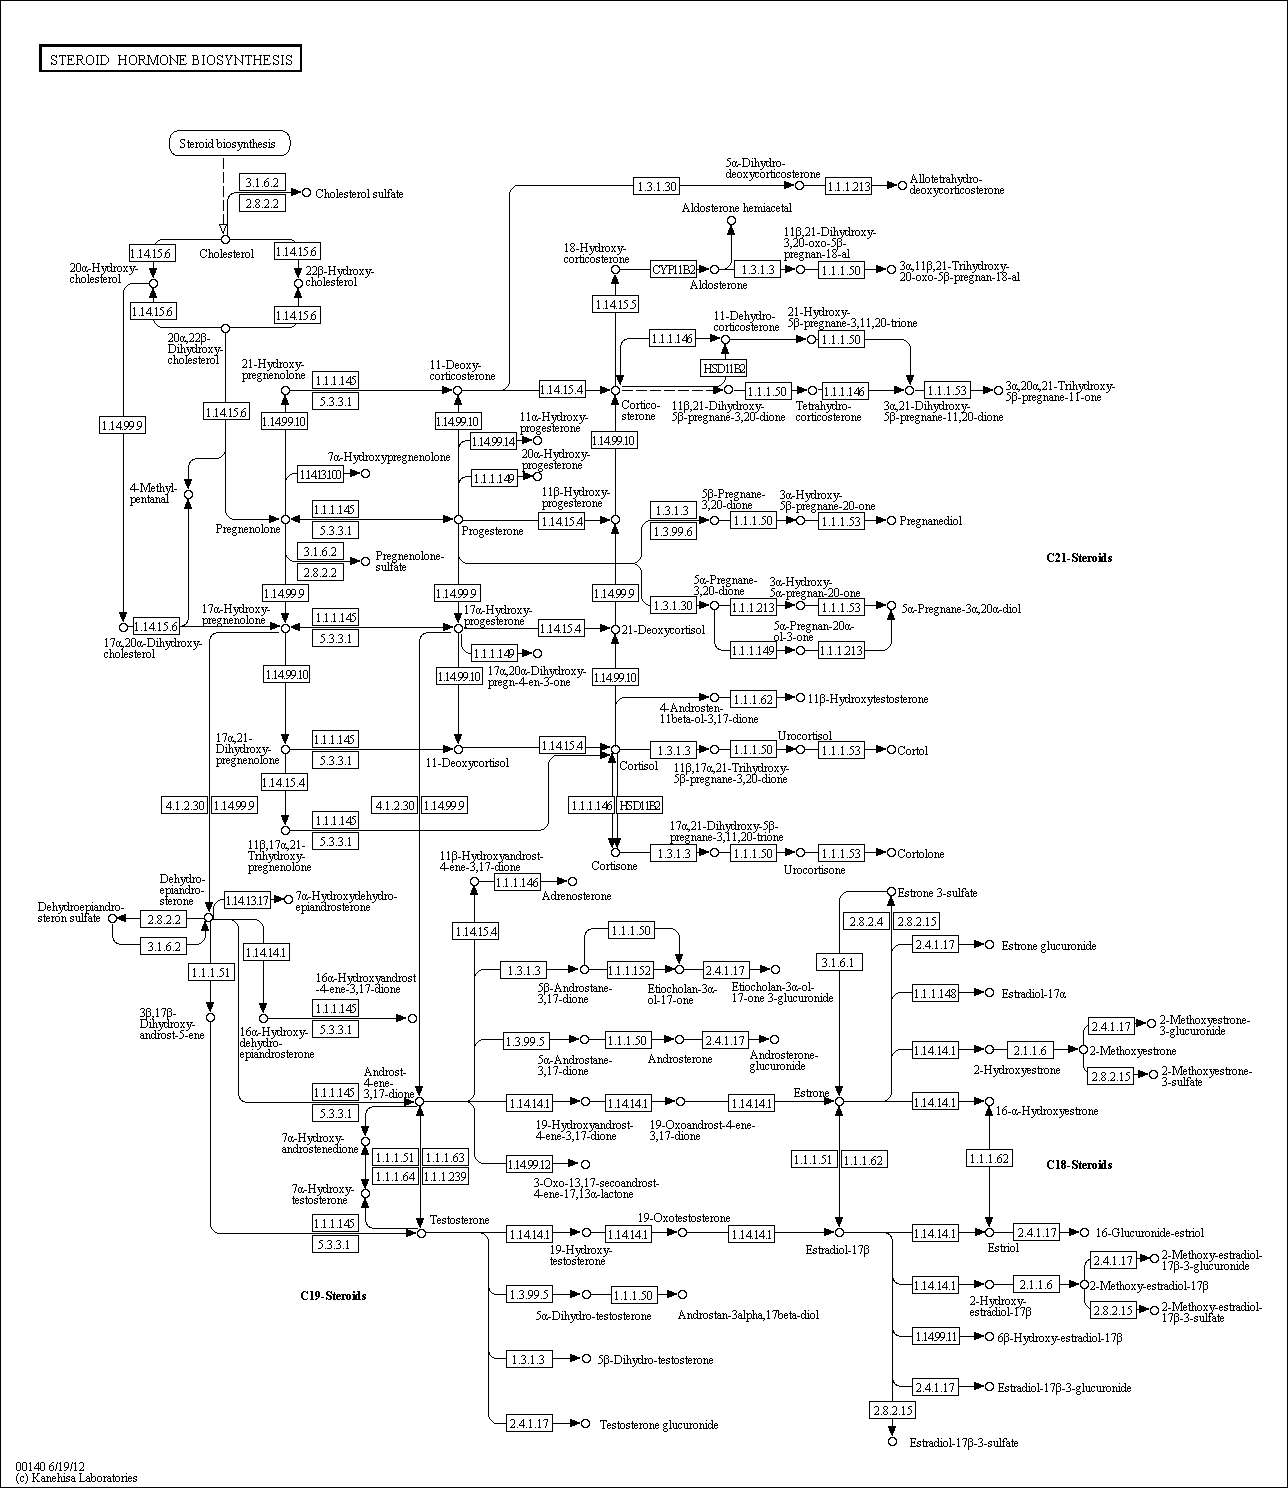 STEROID HORMONE BIOSYNTHESIS
Steroid biosynthesis
3.1.6.2
2.8.2.2
Cholesterol sulfate
5α-Dihydro-
deoxycorticosterone
1.3.1.30
1.1.1.213
Allotetrahydro-
deoxycorticosterone
Aldosterone hemiacetal
1.14.15.6
Cholesterol
1.14.15.6
20α-Hydroxy-
cholesterol
22β-Hydroxy-
cholesterol
18-Hydroxy-
corticosterone
CYP11B2
Aldosterone
1.3.1.3
11β,21-Dihydroxy-
3,20-oxo-5β-
pregnan-18-al
1.1.1.50
3α,11β,21-Trihydroxy-
20-oxo-5β-pregnan-18-al
1.14.15.6
1.14.15.6
1.14.15.5
20α,22β-
Dihydroxy-
cholesterol
1.1.1.146
11-Dehydro-
corticosterone
21-Hydroxy-
5β-pregnane-3,11,20-trione
1.1.1.50
HSD11B2
21-Hydroxy-
pregnenolone
1.1.1.145
5.3.3.1
11-Deoxy-
corticosterone
1.14.15.4
Cortico-
sterone
11β,21-Dihydroxy-
5β-pregnane-3,20-dione
1.1.1.50
Tetrahydro-
corticosterone
1.1.1.146
3α,21-Dihydroxy-
5β-pregnane-11,20-dione
1.1.1.53
3α,20α,21-Trihydroxy-
5β-pregnane-11-one
1.14.99.9
1.14.15.6
1.14.99.10
1.14.99.10
1.14.99.14
11α-Hydroxy-
progesterone
1.14.99.10
7α-Hydroxypregnenolone
1.14.13.100
20α-Hydroxy-
progesterone
1.1.1.149
4-Methyl-
pentanal
Pregnenolone
1.1.1.145
5.3.3.1
Progesterone
11β-Hydroxy-
progesterone
1.14.15.4
1.3.1.3
1.3.99.6
5β-Pregnane-
3,20-dione
1.1.1.50
3α-Hydroxy-
5β-pregnane-20-one
1.1.1.53
Pregnanediol
3.1.6.2
2.8.2.2
Pregnenolone-
sulfate
C21-Steroids
1.14.99.9
1.14.99.9
1.14.99.9
1.3.1.30
5α-Pregnane-
3,20-dione
1.1.1.213
3α-Hydroxy-
5α-pregnan-20-one
1.1.1.53
5α-Pregnane-3α,20α-diol
1.1.1.149
5α-Pregnan-20α-
ol-3-one
1.1.1.213
1.14.15.6
17α,20α-Dihydroxy-
cholesterol
17α-Hydroxy-
pregnenolone
1.1.1.145
5.3.3.1
17α-Hydroxy-
progesterone
1.14.15.4
21-Deoxycortisol
1.1.1.149
17α,20α-Dihydroxy-
pregn-4-en-3-one
1.14.99.10
1.14.99.10
1.14.99.10
4-Androsten-
11beta-ol-3,17-dione
1.1.1.62
11β-Hydroxytestosterone
17α,21-
Dihydroxy-
pregnenolone
1.1.1.145
5.3.3.1
11-Deoxycortisol
1.14.15.4
Cortisol
1.3.1.3
11β,17α,21-Trihydroxy-
5β-pregnane-3,20-dione
1.1.1.50
Urocortisol
1.1.1.53
Cortol
1.14.15.4
4.1.2.30
1.14.99.9
4.1.2.30
1.14.99.9
1.1.1.146
HSD11B2
11β,17α,21-
Trihydroxy-
pregnenolone
1.1.1.145
5.3.3.1
Cortisone
1.3.1.3
17α,21-Dihydroxy-5β-
pregnane-3,11,20-trione
1.1.1.50
Urocortisone
1.1.1.53
Cortolone
Dehydro-
epiandro-
sterone
1.14.13.17
7α-Hydroxydehydro-
epiandrosterone
11β-Hydroxyandrost-
4-ene-3,17-dione
1.1.1.146
Adrenosterone
Estrone 3-sulfate
Dehydroepiandro-
steron sulfate
2.8.2.2
3.1.6.2
1.14.14.1
1.1.1.51
1.14.15.4
1.1.1.50
1.3.1.3
5β-Androstane-
3,17-dione
1.1.1.152
Etiocholan-3α-
ol-17-one
2.4.1.17
Etiocholan-3α-ol-
17-one 3-glucuronide
2.8.2.4
2.8.2.15
3.1.6.1
2.4.1.17
Estrone glucuronide
1.1.1.148
Estradiol-17α
3β,17β-
Dihydroxy-
androst-5-ene
16α-Hydroxy-
dehydro-
epiandrosterone
16α-Hydroxyandrost
-4-ene-3,17-dione
1.1.1.145
5.3.3.1
1.3.99.5
5α-Androstane-
3,17-dione
1.1.1.50
Androsterone
2.4.1.17
Androsterone-
glucuronide
1.14.14.1
2-Hydroxyestrone
2.1.1.6
2-Methoxyestrone
2.4.1.17
2-Methoxyestrone-
3-glucuronide
2.8.2.15
2-Methoxyestrone-
3-sulfate
1.1.1.145
5.3.3.1
Androst-
4-ene-
3,17-dione
1.14.14.1
19-Hydroxyandrost-
4-ene-3,17-dione
1.14.14.1
19-Oxoandrost-4-ene-
3,17-dione
1.14.14.1
Estrone
1.14.14.1
16-α-Hydroxyestrone
7α-Hydroxy-
androstenedione
1.1.1.51
1.1.1.63
1.1.1.64
1.1.1.239
1.14.99.12
3-Oxo-13,17-secoandrost-
4-ene-17,13α-lactone
1.1.1.51
1.1.1.62
1.1.1.62
C18-Steroids
7α-Hydroxy-
testosterone
1.1.1.145
5.3.3.1
Testosterone
1.14.14.1
19-Hydroxy-
testosterone
1.14.14.1
19-Oxotestosterone
1.14.14.1
Estradiol-17β
1.14.14.1
Estriol
2.4.1.17
16-Glucuronide-estriol
C19-Steroids
1.3.99.5
5α-Dihydro-testosterone
1.1.1.50
Androstan-3alpha,17beta-diol
1.14.14.1
2-Hydroxy-
estradiol-17β
2.1.1.6
2-Methoxy-estradiol-17β
2.4.1.17
2-Methoxy-estradiol-
17β-3-glucuronide
2.8.2.15
2-Methoxy-estradiol-
17β-3-sulfate
1.14.99.11
6β-Hydroxy-estradiol-17β
1.3.1.3
5β-Dihydro-testosterone
2.4.1.17
Estradiol-17β-3-glucuronide
2.8.2.15
Estradiol-17β-3-sulfate
2.4.1.17
Testosterone glucuronide
00140 6/19/12
(c) Kanehisa Laboratories